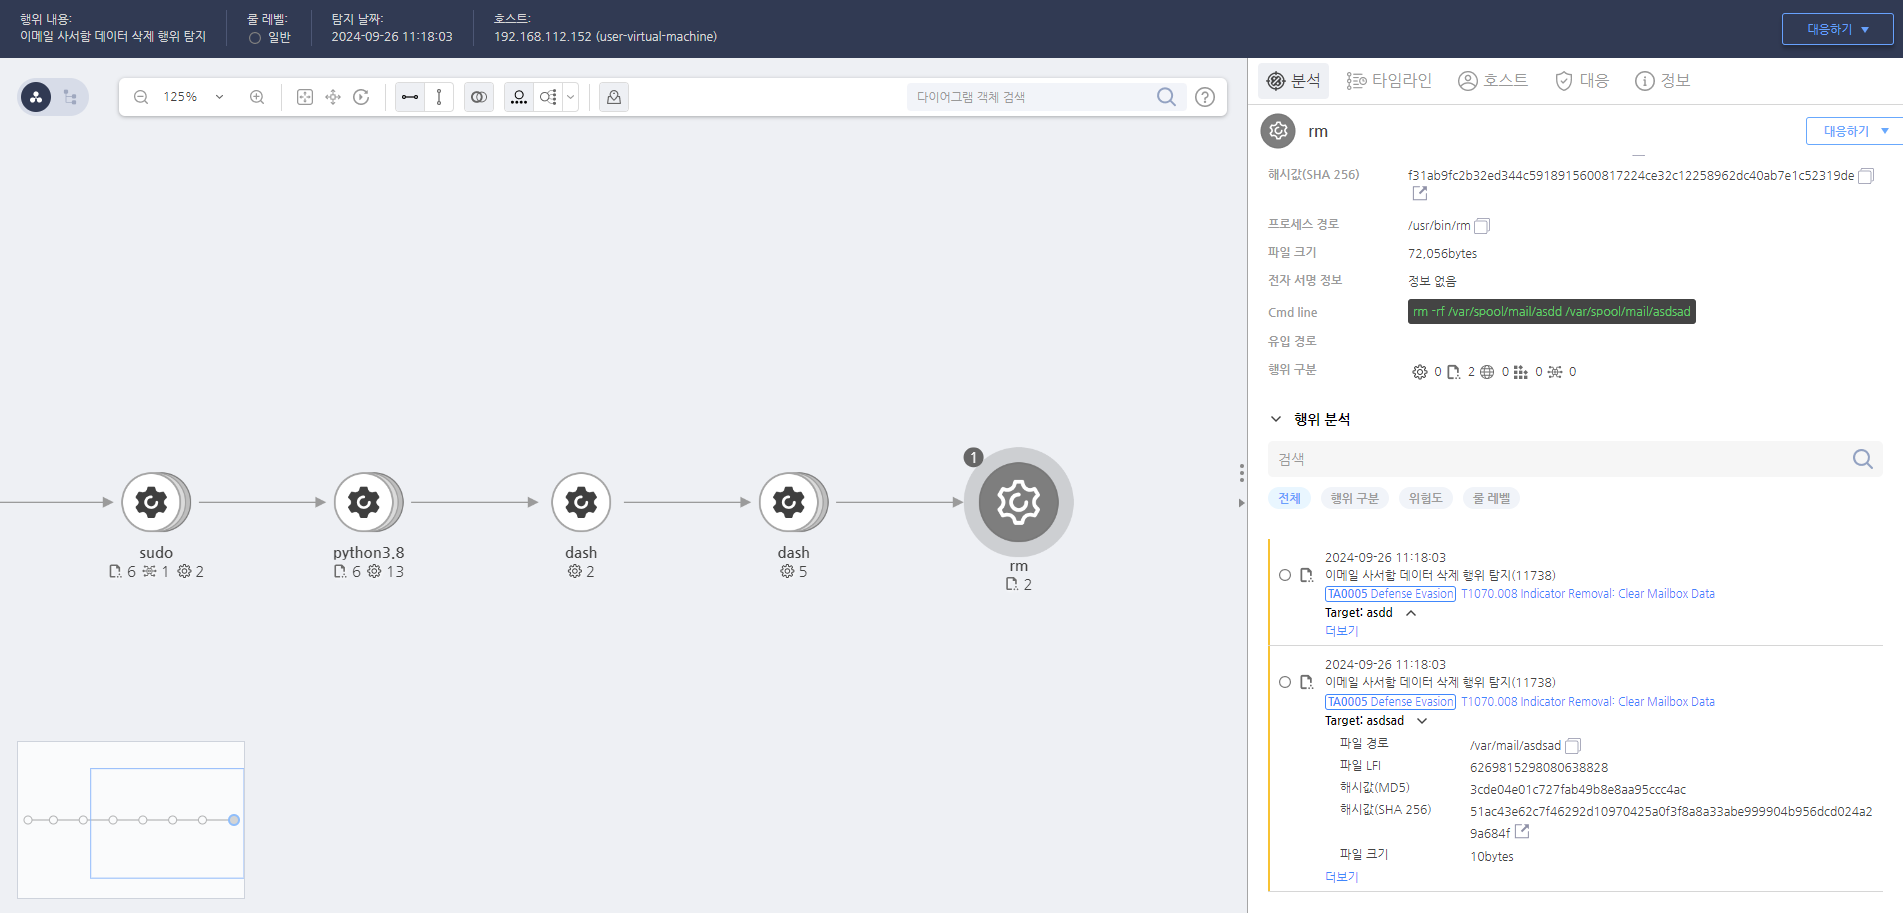 행위 내용:
이메일 사서함 데이터 삭제 행위 탐지
룰 레벨:
일반
탐지 날짜:
2024-09-26 11:18:03
호스트:
192.168.112.152 (user-virtual-machine)
대응하기
125%
다이어그램 객체 검색
분석
타임라인
호스트
대응
정보
rm
대응하기
해시값(SHA 256)
f31ab9fc2b32ed344c5918915600817224ce32c12258962dc40ab7e1c52319de
프로세스 경로
/usr/bin/rm
파일 크기
72,056bytes
전자 서명 정보
정보 없음
Cmd line
rm -rf /var/spool/mail/asdd /var/spool/mail/asdsad
유입 경로
행위 구분
0 2 0 0 0
행위 분석
검색
전체
행위 구분
위험도
룰 레벨
2024-09-26 11:18:03
이메일 사서함 데이터 삭제 행위 탐지(11738)
TA0005 Defense Evasion T1070.008 Indicator Removal: Clear Mailbox Data
Target: asdd
더보기
2024-09-26 11:18:03
이메일 사서함 데이터 삭제 행위 탐지(11738)
TA0005 Defense Evasion T1070.008 Indicator Removal: Clear Mailbox Data
Target: asdsad
파일 경로
/var/mail/asdsad
파일 LFI
6269815298080638828
해시값(MD5)
3cde04e01c727fab49b8e8aa95ccc4ac
해시값(SHA 256)
51ac43e62c7f46292d10970425a0f3f8a8a33abe999904b956dcd024a2
9a684f
파일 크기
10bytes
더보기
sudo
6 1 2
python3.8
6 13
dash
2
dash
5
1
rm
2